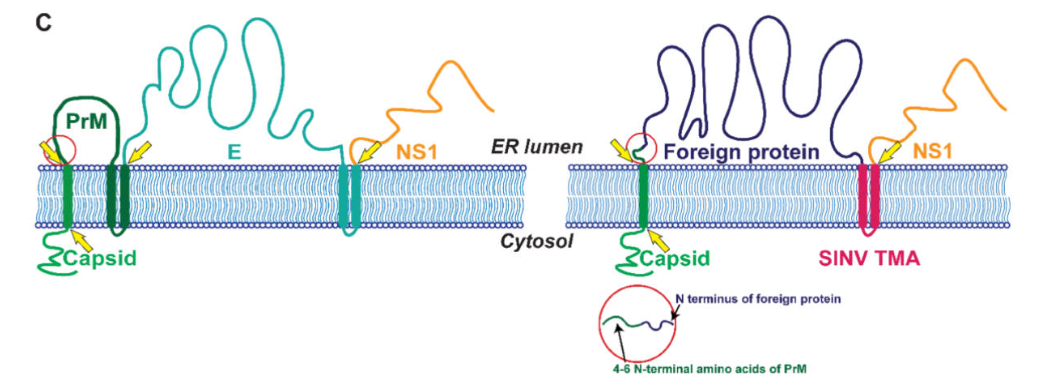 C
PrM
E
NS1
ER lumen
Cytosol
Capsid
Foreign protein
NS1
Capsid
SINV TMA
N terminus of foreign protein
4-6 N-terminal amino acids of PrM